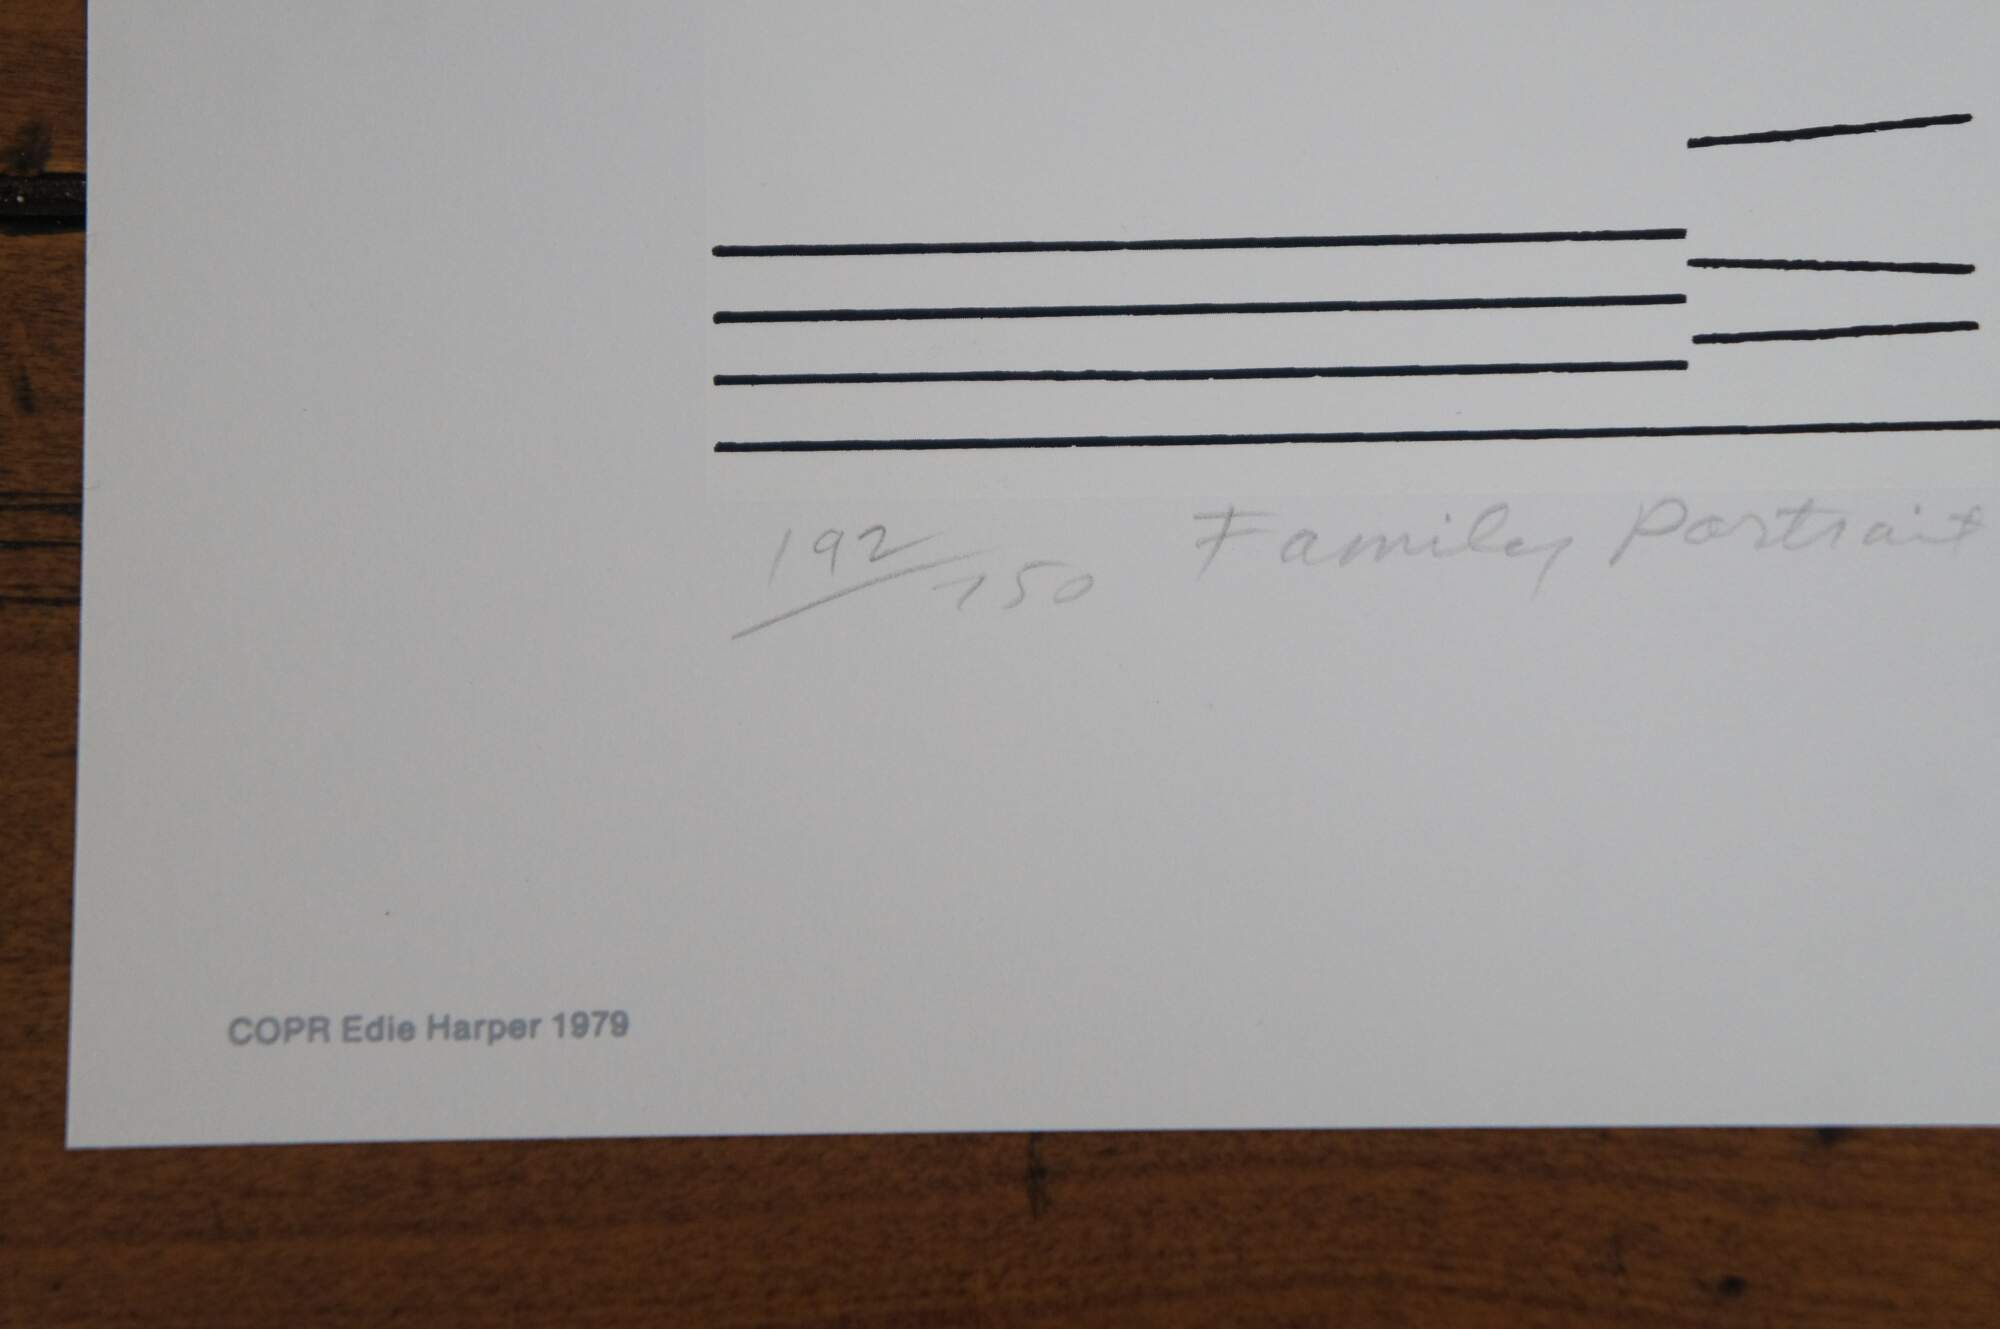 192/750 Family Portrait
COPR Edie Harper 1979